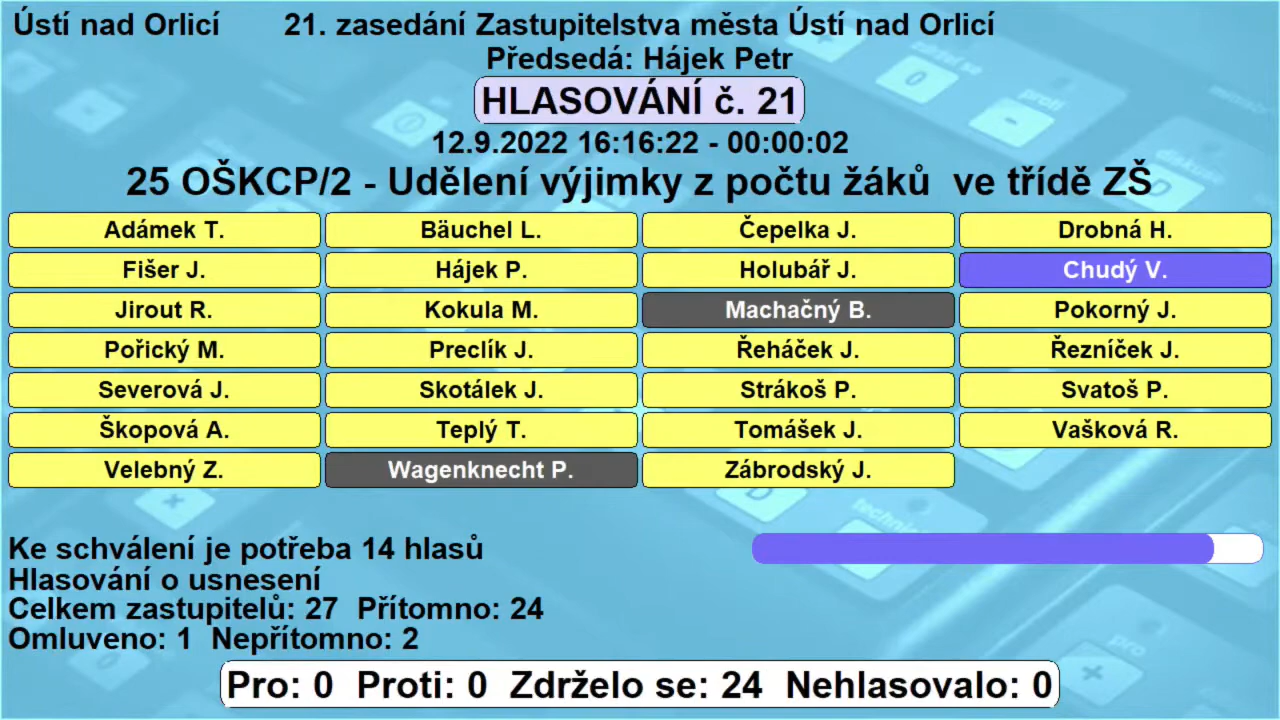 Ústí nad Orlicí 21. zasedání Zastupitelstva města Ústí nad Orlicí
Předsedá: Hájek Petr
HLASOVÁNÍ č. 21
12.9.2022 16:16:22 - 00:00:02
25 OŠKCP/2 - Udělení výjimky z počtu žáků ve třídě ZŠ
Adámek T. Bäuchel L. Čepelka J. Drobná H.
Fišer J. Hájek P. Holubář J. Chudý V.
Jirout R. Kokula M. Machačný B. Pokorný J.
Pořický M. Preclík J. Řeháček J. Řezníček J.
Severová J. Skotálek J. Strákoš P. Svatoš P.
Škopová A. Teplý T. Tomášek J. Vašková R.
Velebný Z. Wagenknecht P. Zábrodský J.
Ke schválení je potřeba 14 hlasů
Hlasování o usnesení
Celkem zastupitelů: 27 Přítomno: 24
Omluveno: 1 Nepřítomno: 2
Pro: 0 Proti: 0 Zdrželo se: 24 Nehlasovalo: 0